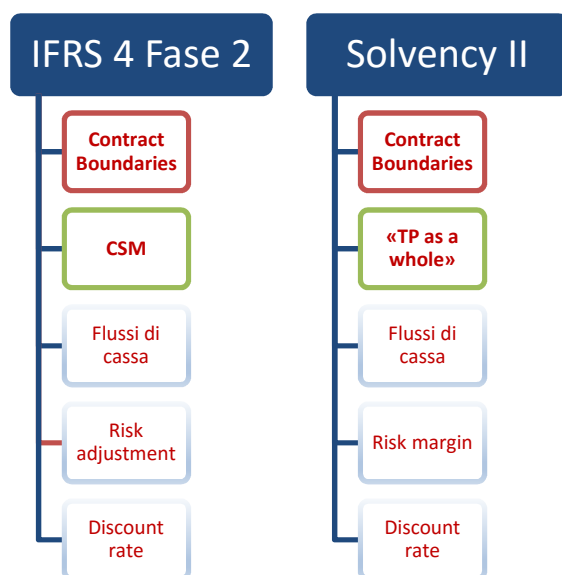 IFRS 4 Fase 2
Contract
Boundaries
CSM
Flussi di
cassa
Risk
adjustment
Discount
rate
Solvency II
Contract
Boundaries
«TP as a
whole»
Flussi di
cassa
Risk margin
Discount
rate